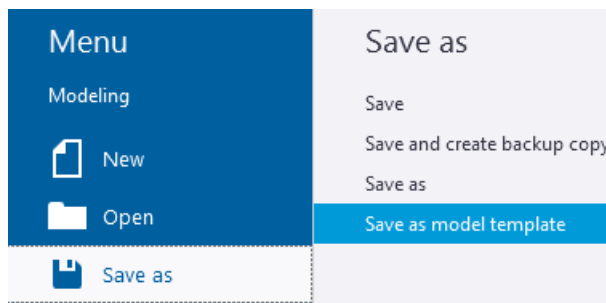 Menu
Modeling
New
Open
Save as
Save as
Save
Save and create backup copy
Save as
Save as model template